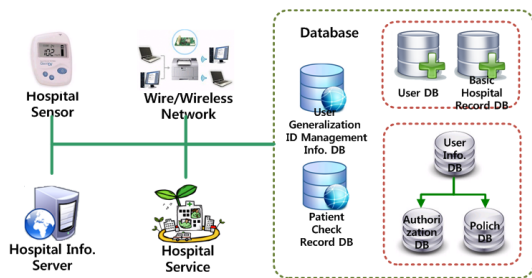 Hospital
Sensor
Wire/Wireless
Network
Hospital Info.
Server
Hospital
Service
Database
User
Generalization
ID Management
Info. DB
Patient
Check
Record DB
User DB
Basic
Hospital
Record DB
User
Info.
DB
Authori
zation
DB
Polich
DB